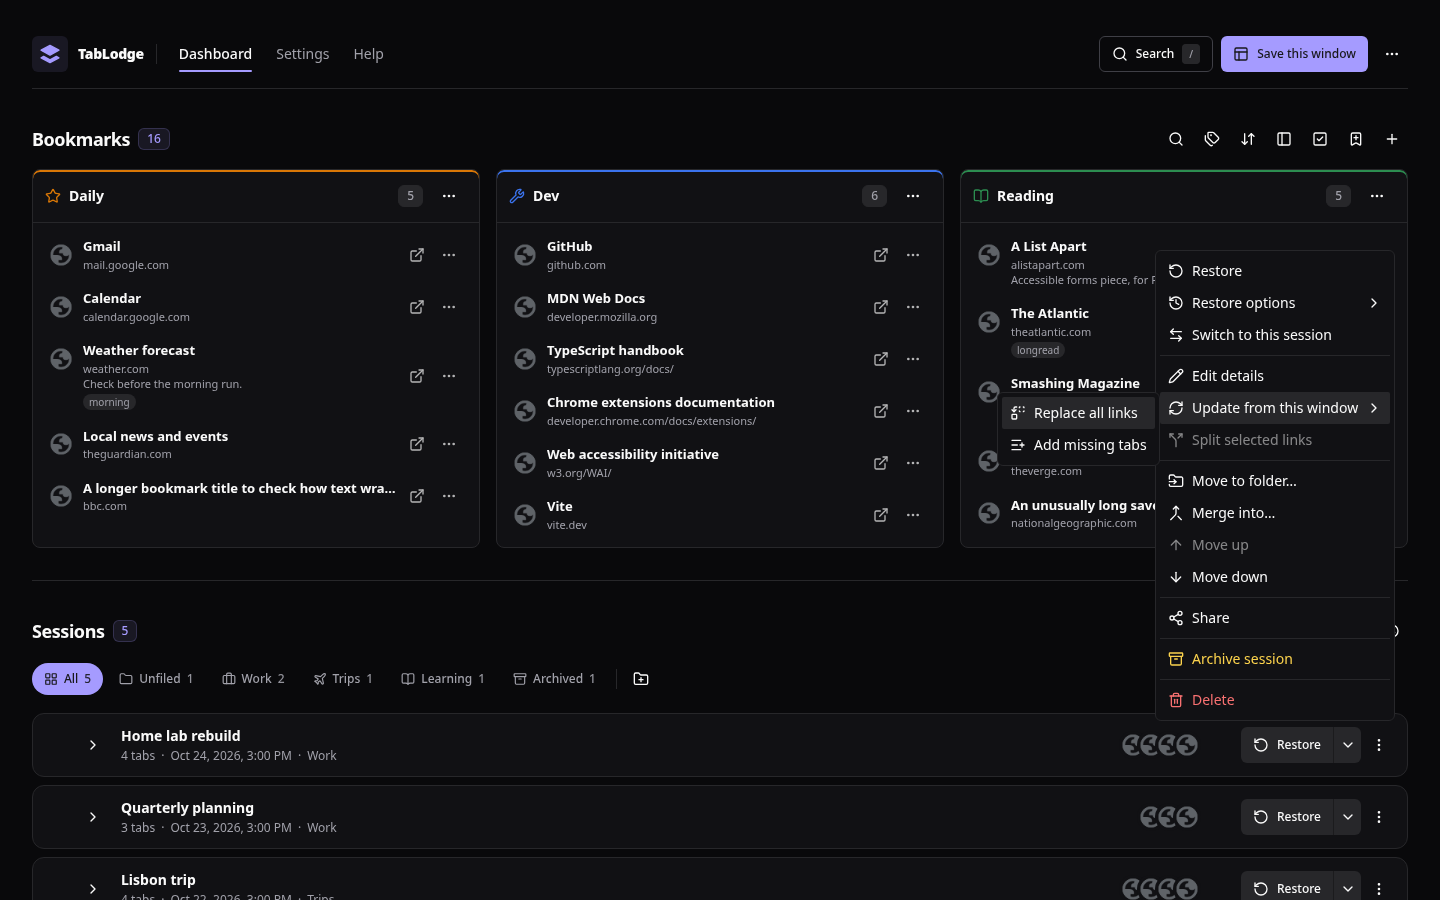 TabLodge
Dashboard
Settings
Help
Search /
Save this window
Bookmarks 16
Daily 5
Gmail
mail.google.com
Calendar
calendar.google.com
Weather forecast
weather.com
Check before the morning run.
morning
Local news and events
theguardian.com
A longer bookmark title to check how text wra...
bbc.com
Dev 6
GitHub
github.com
MDN Web Docs
developer.mozilla.org
TypeScript handbook
typescriptlang.org/docs/
Chrome extensions documentation
developer.chrome.com/docs/extensions/
Web accessibility initiative
w3.org/WAI/
Vite
vite.dev
Reading 5
A List Apart
alistapart.com
Accessible forms piece, for
The Atlantic
theatlantic.com
longread
Smashing Magazine
theverge.com
An unusually long save
nationalgeographic.com
Replace all links
Add missing tabs
Restore
Restore options
Switch to this session
Edit details
Update from this window
Split selected links
Move to folder...
Merge into...
Move up
Move down
Share
Archive session
Delete
Sessions 5
All 5
Unfiled 1
Work 2
Trips 1
Learning 1
Archived 1
Home lab rebuild
4 tabs · Oct 24, 2026, 3:00 PM · Work
Restore
Quarterly planning
3 tabs · Oct 23, 2026, 3:00 PM · Work
Restore
Lisbon trip
4 tabs · Oct 22, 2026, 3:00 PM · Trips
Restore